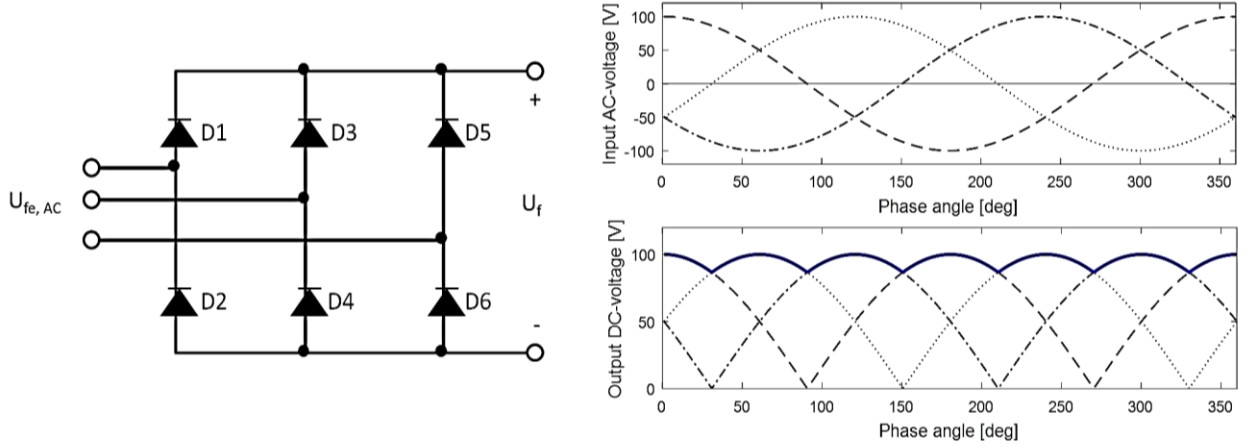 D1
D3
D5
+
U_fe, AC
U_f
D2
D4
D6
-
Input AC-voltage [V]
100
50
0
-50
-100
0 50 100 150 200 250 300 350
Phase angle [deg]
Output DC-voltage [V]
100
50
0
0 50 100 150 200 250 300 350
Phase angle [deg]